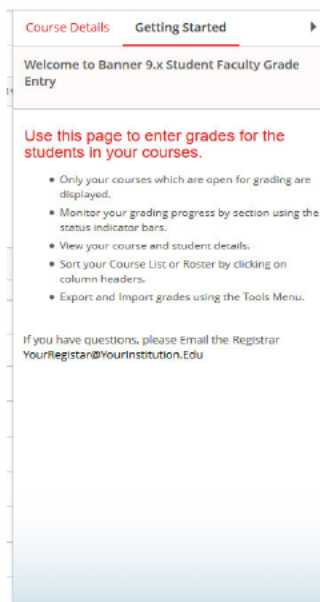 Course Details Getting Started
Welcome to Banner 9.x Student Faculty Grade
Entry
Use this page to enter grades for the
students in your courses.
Only your courses which are open for grading are
displayed.
Monitor your grading progress by section using the
status indicator bars.
View your course and student details.
Sort your Course List or Roster by clicking on
column headers.
Export and Import grades using the Tools Menu.
If you have questions, please Email the Registrar
YourRegistar@YourInstitution.Edu